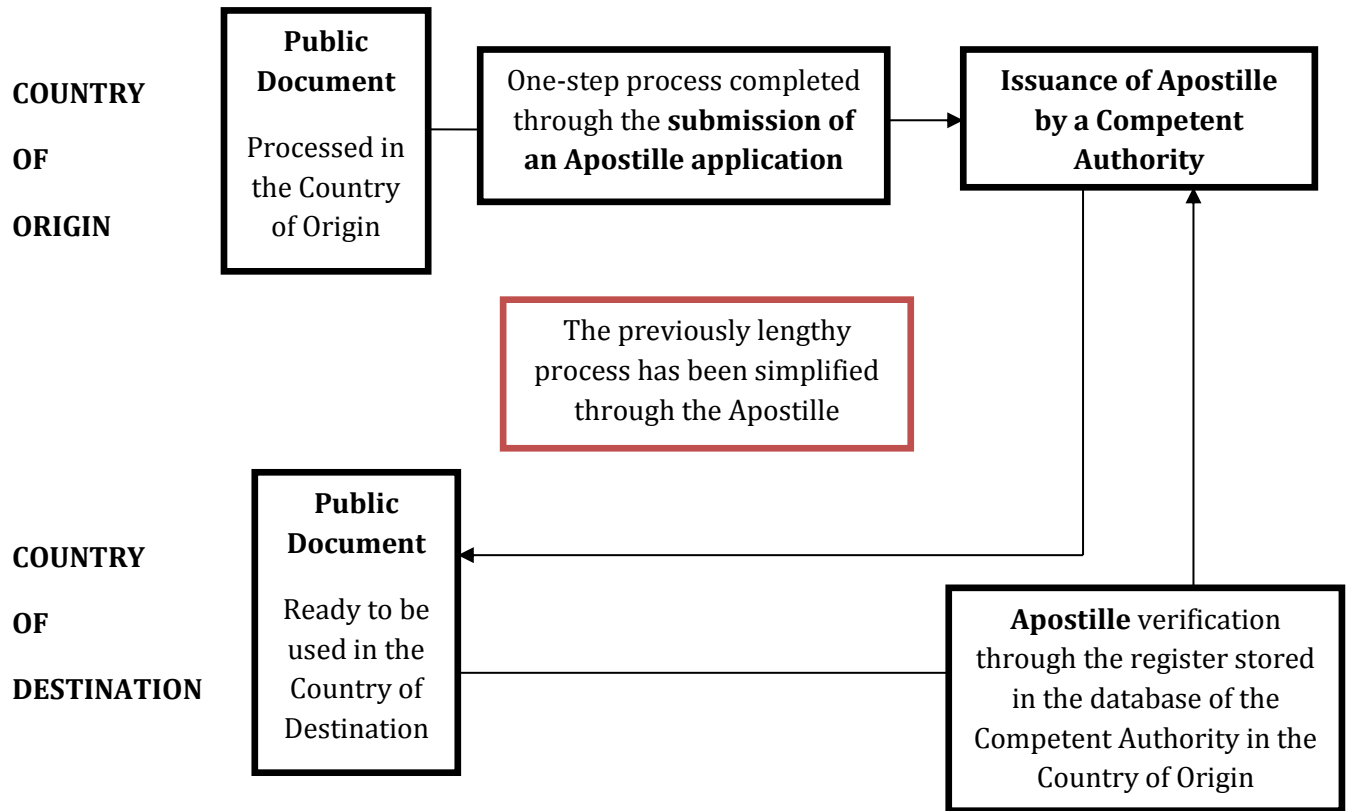 COUNTRY
OF
ORIGIN
Public
Document
Processed in
the Country
of Origin
One-step process completed
through the submission of
an Apostille application
Issuance of Apostille
by a Competent
Authority
The previously lengthy
process has been simplified
through the Apostille
COUNTRY
OF
DESTINATION
Public
Document
Ready to be
used in the
Country of
Destination
Apostille verification
through the register stored
in the database of the
Competent Authority in the
Country of Origin